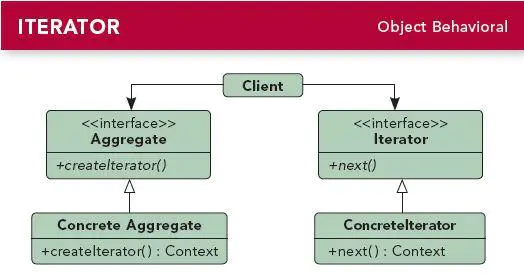 ITERATOR
Object Behavioral
Client
<<interface>>
Aggregate
+createIterator()
<<interface>>
Iterator
+next()
Concrete Aggregate
+createIterator() : Context
ConcreteIterator
+next() : Context